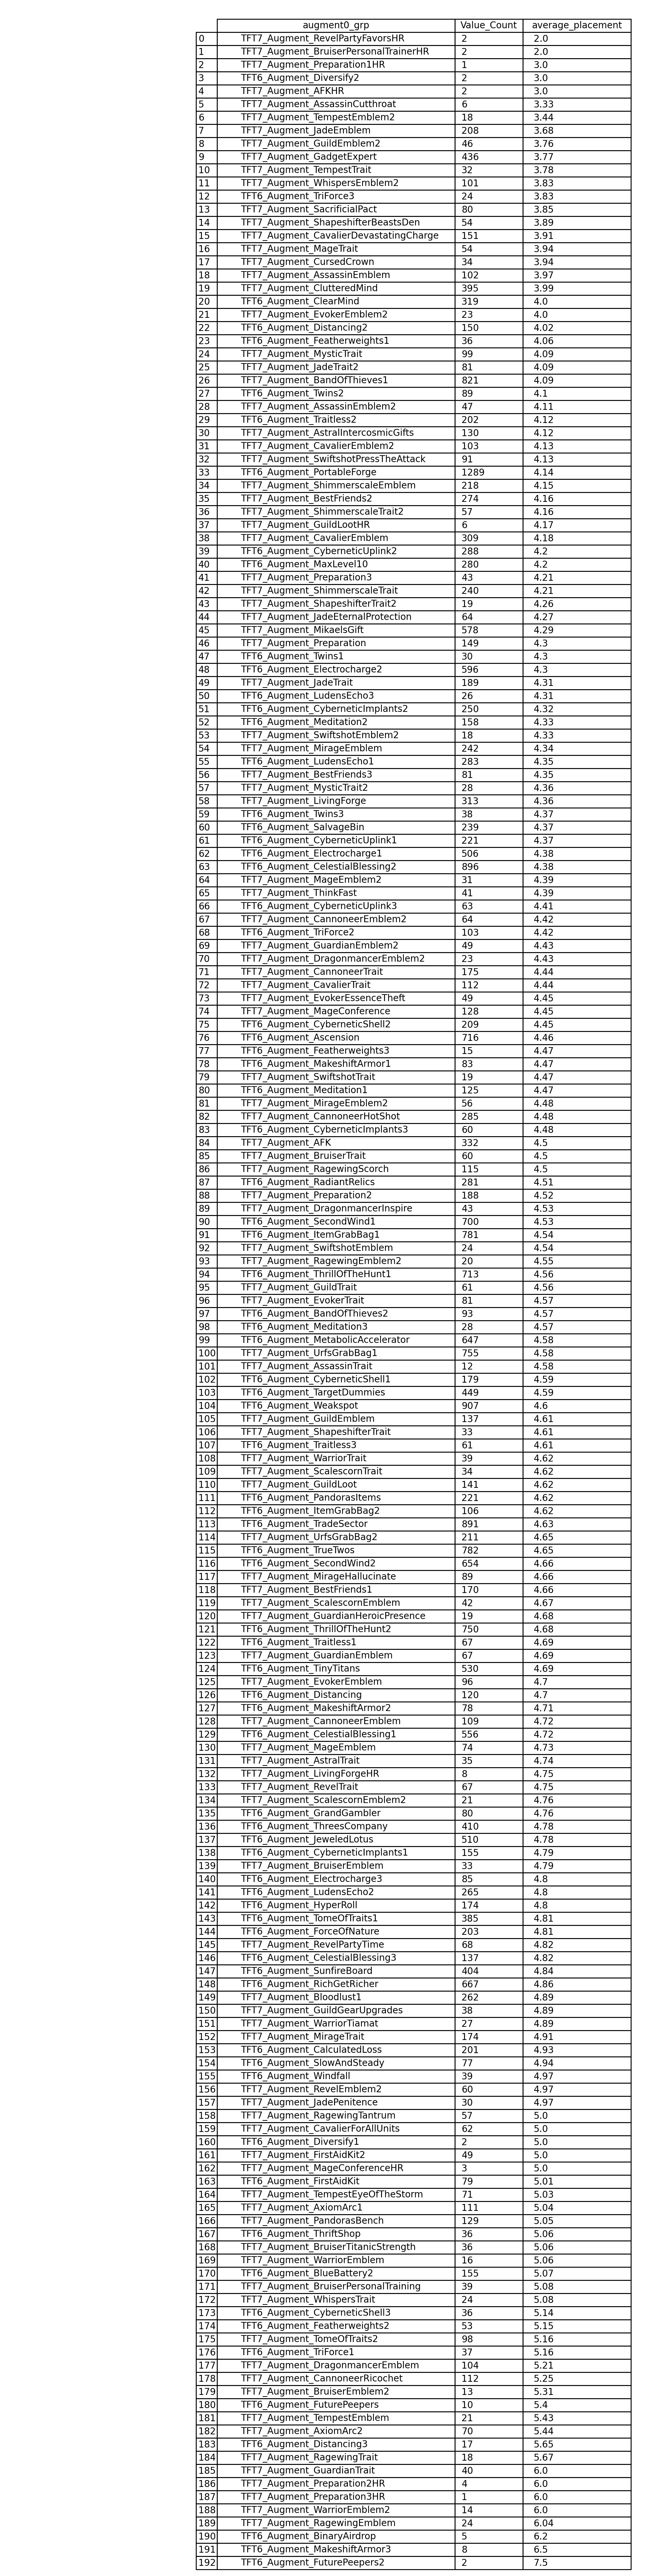 augment0_grp Value_Count average_placement
0 TFT7_Augment_RevelPartyFavorsHR 2 2.0
1 TFT7_Augment_BruiserPersonalTrainerHR 2 2.0
2 TFT7_Augment_Preparation1HR 1 3.0
3 TFT6_Augment_Diversify2 2 3.0
4 TFT7_Augment_AFKHR 2 3.0
5 TFT7_Augment_AssassinCutthroat 6 3.33
6 TFT7_Augment_TempestEmblem2 18 3.44
7 TFT7_Augment_JadeEmblem 208 3.68
8 TFT7_Augment_GuildEmblem2 46 3.76
9 TFT7_Augment_GadgetExpert 436 3.77
10 TFT7_Augment_TempestTrait 32 3.78
11 TFT7_Augment_WhispersEmblem2 101 3.83
12 TFT6_Augment_TriForce3 24 3.83
13 TFT7_Augment_SacrificialPact 80 3.85
14 TFT7_Augment_ShapeshifterBeastsDen 54 3.89
15 TFT7_Augment_CavalierDevastatingCharge 151 3.91
16 TFT7_Augment_MageTrait 54 3.94
17 TFT7_Augment_CursedCrown 34 3.94
18 TFT7_Augment_AssassinEmblem 102 3.97
19 TFT7_Augment_ClutteredMind 395 3.99
20 TFT6_Augment_ClearMind 319 4.0
21 TFT7_Augment_EvokerEmblem2 23 4.0
22 TFT6_Augment_Distancing2 150 4.02
23 TFT6_Augment_Featherweights1 36 4.06
24 TFT7_Augment_MysticTrait 99 4.09
25 TFT7_Augment_JadeTrait2 81 4.09
26 TFT7_Augment_BandOfThieves1 821 4.09
27 TFT6_Augment_Twins2 89 4.1
28 TFT7_Augment_AssassinEmblem2 47 4.11
29 TFT6_Augment_Traitless2 202 4.12
30 TFT7_Augment_AstralIntercosmicGifts 130 4.12
31 TFT7_Augment_CavalierEmblem2 103 4.13
32 TFT7_Augment_SwiftshotPressTheAttack 91 4.13
33 TFT6_Augment_PortableForge 1289 4.14
34 TFT7_Augment_ShimmerscaleEmblem 218 4.15
35 TFT7_Augment_BestFriends2 274 4.16
36 TFT7_Augment_ShimmerscaleTrait2 57 4.16
37 TFT7_Augment_GuildLootHR 6 4.17
38 TFT7_Augment_CavalierEmblem 309 4.18
39 TFT6_Augment_CyberneticUplink2 288 4.2
40 TFT6_Augment_MaxLevel10 280 4.2
41 TFT7_Augment_Preparation3 43 4.21
42 TFT7_Augment_ShimmerscaleTrait 240 4.21
43 TFT7_Augment_ShapeshifterTrait2 19 4.26
44 TFT7_Augment_JadeEternalProtection 64 4.27
45 TFT7_Augment_MikaelsGift 578 4.29
46 TFT7_Augment_Preparation 149 4.3
47 TFT6_Augment_Twins1 30 4.3
48 TFT6_Augment_Electrocharge2 596 4.3
49 TFT7_Augment_JadeTrait 189 4.31
50 TFT6_Augment_LudensEcho3 26 4.31
51 TFT6_Augment_CyberneticImplants2 250 4.32
52 TFT6_Augment_Meditation2 158 4.33
53 TFT7_Augment_SwiftshotEmblem2 18 4.33
54 TFT7_Augment_MirageEmblem 242 4.34
55 TFT6_Augment_LudensEcho1 283 4.35
56 TFT7_Augment_BestFriends3 81 4.35
57 TFT7_Augment_MysticTrait2 28 4.36
58 TFT7_Augment_LivingForge 313 4.36
59 TFT6_Augment_Twins3 38 4.37
60 TFT6_Augment_SalvageBin 239 4.37
61 TFT6_Augment_CyberneticUplink1 221 4.37
62 TFT6_Augment_Electrocharge1 506 4.38
63 TFT6_Augment_CelestialBlessing2 896 4.38
64 TFT7_Augment_MageEmblem2 31 4.39
65 TFT7_Augment_ThinkFast 41 4.39
66 TFT6_Augment_CyberneticUplink3 63 4.41
67 TFT7_Augment_CannoneerEmblem2 64 4.42
68 TFT6_Augment_TriForce2 103 4.42
69 TFT7_Augment_GuardianEmblem2 49 4.43
70 TFT7_Augment_DragonmancerEmblem2 23 4.43
71 TFT7_Augment_CannoneerTrait 175 4.44
72 TFT7_Augment_CavalierTrait 112 4.44
73 TFT7_Augment_EvokerEssenceTheft 49 4.45
74 TFT7_Augment_MageConference 128 4.45
75 TFT6_Augment_CyberneticShell2 209 4.45
76 TFT6_Augment_Ascension 716 4.46
77 TFT6_Augment_Featherweights3 15 4.47
78 TFT6_Augment_MakeshiftArmor1 83 4.47
79 TFT7_Augment_SwiftshotTrait 19 4.47
80 TFT6_Augment_Meditation1 125 4.47
81 TFT7_Augment_MirageEmblem2 56 4.48
82 TFT7_Augment_CannoneerHotShot 285 4.48
83 TFT6_Augment_CyberneticImplants3 60 4.48
84 TFT7_Augment_AFK 332 4.5
85 TFT7_Augment_BruiserTrait 60 4.5
86 TFT7_Augment_RagewingScorch 115 4.5
87 TFT6_Augment_RadiantRelics 281 4.51
88 TFT7_Augment_Preparation2 188 4.52
89 TFT7_Augment_DragonmancerInspire 43 4.53
90 TFT6_Augment_SecondWind1 700 4.53
91 TFT6_Augment_ItemGrabBag1 781 4.54
92 TFT7_Augment_SwiftshotEmblem 24 4.54
93 TFT7_Augment_RagewingEmblem2 20 4.55
94 TFT6_Augment_ThrillOfTheHunt1 713 4.56
95 TFT7_Augment_GuildTrait 61 4.56
96 TFT7_Augment_EvokerTrait 81 4.57
97 TFT6_Augment_BandOfThieves2 93 4.57
98 TFT6_Augment_Meditation3 28 4.57
99 TFT6_Augment_MetabolicAccelerator 647 4.58
100 TFT7_Augment_UrfsGrabBag1 755 4.58
101 TFT7_Augment_AssassinTrait 12 4.58
102 TFT6_Augment_CyberneticShell1 179 4.59
103 TFT6_Augment_TargetDummies 449 4.59
104 TFT6_Augment_Weakspot 907 4.6
105 TFT7_Augment_GuildEmblem 137 4.61
106 TFT7_Augment_ShapeshifterTrait 33 4.61
107 TFT6_Augment_Traitless3 61 4.61
108 TFT7_Augment_WarriorTrait 39 4.62
109 TFT7_Augment_ScalescornTrait 34 4.62
110 TFT7_Augment_GuildLoot 141 4.62
111 TFT6_Augment_PandorasItems 221 4.62
112 TFT6_Augment_ItemGrabBag2 106 4.62
113 TFT6_Augment_TradeSector 891 4.63
114 TFT7_Augment_UrfsGrabBag2 211 4.65
115 TFT6_Augment_TrueTwos 782 4.65
116 TFT6_Augment_SecondWind2 654 4.66
117 TFT7_Augment_MirageHallucinate 89 4.66
118 TFT7_Augment_BestFriends1 170 4.66
119 TFT7_Augment_ScalescornEmblem 42 4.67
120 TFT7_Augment_GuardianHeroicPresence 19 4.68
121 TFT6_Augment_ThrillOfTheHunt2 750 4.68
122 TFT6_Augment_Traitless1 67 4.69
123 TFT7_Augment_GuardianEmblem 67 4.69
124 TFT6_Augment_TinyTitans 530 4.69
125 TFT7_Augment_EvokerEmblem 96 4.7
126 TFT6_Augment_Distancing 120 4.7
127 TFT6_Augment_MakeshiftArmor2 78 4.71
128 TFT7_Augment_CannoneerEmblem 109 4.72
129 TFT6_Augment_CelestialBlessing1 556 4.72
130 TFT7_Augment_MageEmblem 74 4.73
131 TFT7_Augment_AstralTrait 35 4.74
132 TFT7_Augment_LivingForgeHR 8 4.75
133 TFT7_Augment_RevelTrait 67 4.75
134 TFT7_Augment_ScalescornEmblem2 21 4.76
135 TFT6_Augment_GrandGambler 80 4.76
136 TFT6_Augment_ThreesCompany 410 4.78
137 TFT6_Augment_JeweledLotus 510 4.78
138 TFT6_Augment_CyberneticImplants1 155 4.79
139 TFT7_Augment_BruiserEmblem 33 4.79
140 TFT6_Augment_Electrocharge3 85 4.8
141 TFT6_Augment_LudensEcho2 265 4.8
142 TFT6_Augment_HyperRoll 174 4.8
143 TFT6_Augment_TomeOfTraits1 385 4.81
144 TFT6_Augment_ForceOfNature 203 4.81
145 TFT7_Augment_RevelPartyTime 68 4.82
146 TFT6_Augment_CelestialBlessing3 137 4.82
147 TFT6_Augment_SunfireBoard 404 4.84
148 TFT6_Augment_RichGetRicher 667 4.86
149 TFT7_Augment_Bloodlust1 262 4.89
150 TFT7_Augment_GuildGearUpgrades 38 4.89
151 TFT7_Augment_WarriorTiamat 27 4.89
152 TFT7_Augment_MirageTrait 174 4.91
153 TFT6_Augment_CalculatedLoss 201 4.93
154 TFT6_Augment_SlowAndSteady 77 4.94
155 TFT6_Augment_Windfall 39 4.97
156 TFT7_Augment_RevelEmblem2 60 4.97
157 TFT7_Augment_JadePenitence 30 4.97
158 TFT7_Augment_RagewingTantrum 57 5.0
159 TFT7_Augment_CavalierForAllUnits 62 5.0
160 TFT6_Augment_Diversify1 2 5.0
161 TFT7_Augment_FirstAidKit2 49 5.0
162 TFT7_Augment_MageConferenceHR 3 5.0
163 TFT6_Augment_FirstAidKit 79 5.01
164 TFT7_Augment_TempestEyeOfTheStorm 71 5.03
165 TFT7_Augment_AxiomArc1 111 5.04
166 TFT7_Augment_PandorasBench 129 5.05
167 TFT6_Augment_ThriftShop 36 5.06
168 TFT7_Augment_BruiserTitanicStrength 36 5.06
169 TFT7_Augment_WarriorEmblem 16 5.06
170 TFT6_Augment_BlueBattery2 155 5.07
171 TFT7_Augment_BruiserPersonalTraining 39 5.08
172 TFT7_Augment_WhispersTrait 24 5.08
173 TFT6_Augment_CyberneticShell3 36 5.14
174 TFT6_Augment_Featherweights2 53 5.15
175 TFT6_Augment_TomeOfTraits2 98 5.16
176 TFT6_Augment_TriForce1 37 5.16
177 TFT7_Augment_DragonmancerEmblem 104 5.21
178 TFT7_Augment_CannoneerRicochet 112 5.25
179 TFT7_Augment_BruiserEmblem2 13 5.31
180 TFT6_Augment_FuturePeepers 10 5.4
181 TFT7_Augment_TempestEmblem 21 5.43
182 TFT7_Augment_AxiomArc2 70 5.44
183 TFT6_Augment_Distancing3 17 5.65
184 TFT7_Augment_RagewingTrait 18 5.67
185 TFT7_Augment_GuardianTrait 40 6.0
186 TFT7_Augment_Preparation2HR 4 6.0
187 TFT7_Augment_Preparation3HR 1 6.0
188 TFT7_Augment_WarriorEmblem2 14 6.0
189 TFT7_Augment_RagewingEmblem 24 6.04
190 TFT6_Augment_BinaryAirdrop 5 6.2
191 TFT6_Augment_MakeshiftArmor3 8 6.5
192 TFT6_Augment_FuturePeepers2 2 7.5